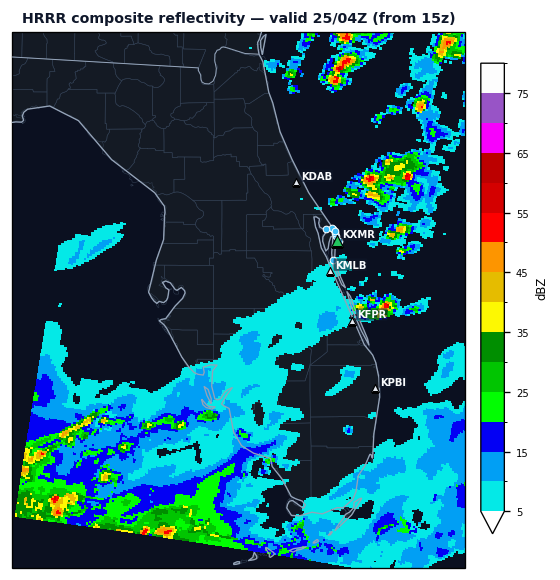 HRRR composite reflectivity — valid 25/04Z (from 15z)
KDAB
KXMR
KMLB
KFPR
KPBI
75
65
55
45
35
25
15
5
dBZ